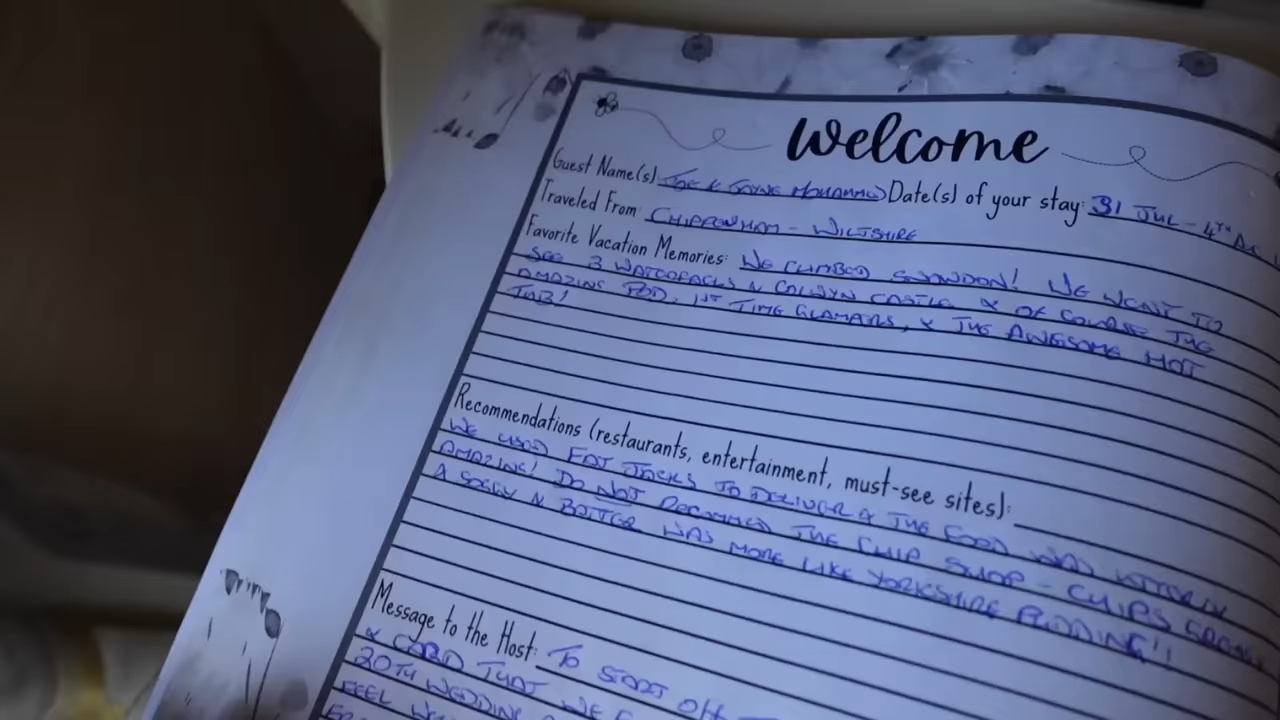 welcome
Guest Name(s): Date(s) of your stay: 31 JUL - 4TH
Traveled From: CHIPPENHAM - WILTSHIRE
Favorite Vacation Memories: WE CLIMBED SNOWDON! WE WENT TO
SEE 3 WATERFALLS & CASTLE & OF COURSE THE
AMAZING POD. 1ST TIME GLAMPERS, & THE AWESOME HOT
TUB!
Recommendations (restaurants, entertainment, must-see sites):
WE USED FAT JACKS TO DELIVER & THE FOOD WAS
AMAZING! DO NOT RECOMMED THE CHIP SHOP - CHIPS
& SOGGY & BATTER WAS MORE LIKE YORKSHIRE PUDDING!!
Message to the Host: TO START OFF
& CARD THAT WE
20TH WEDDING
FEEL